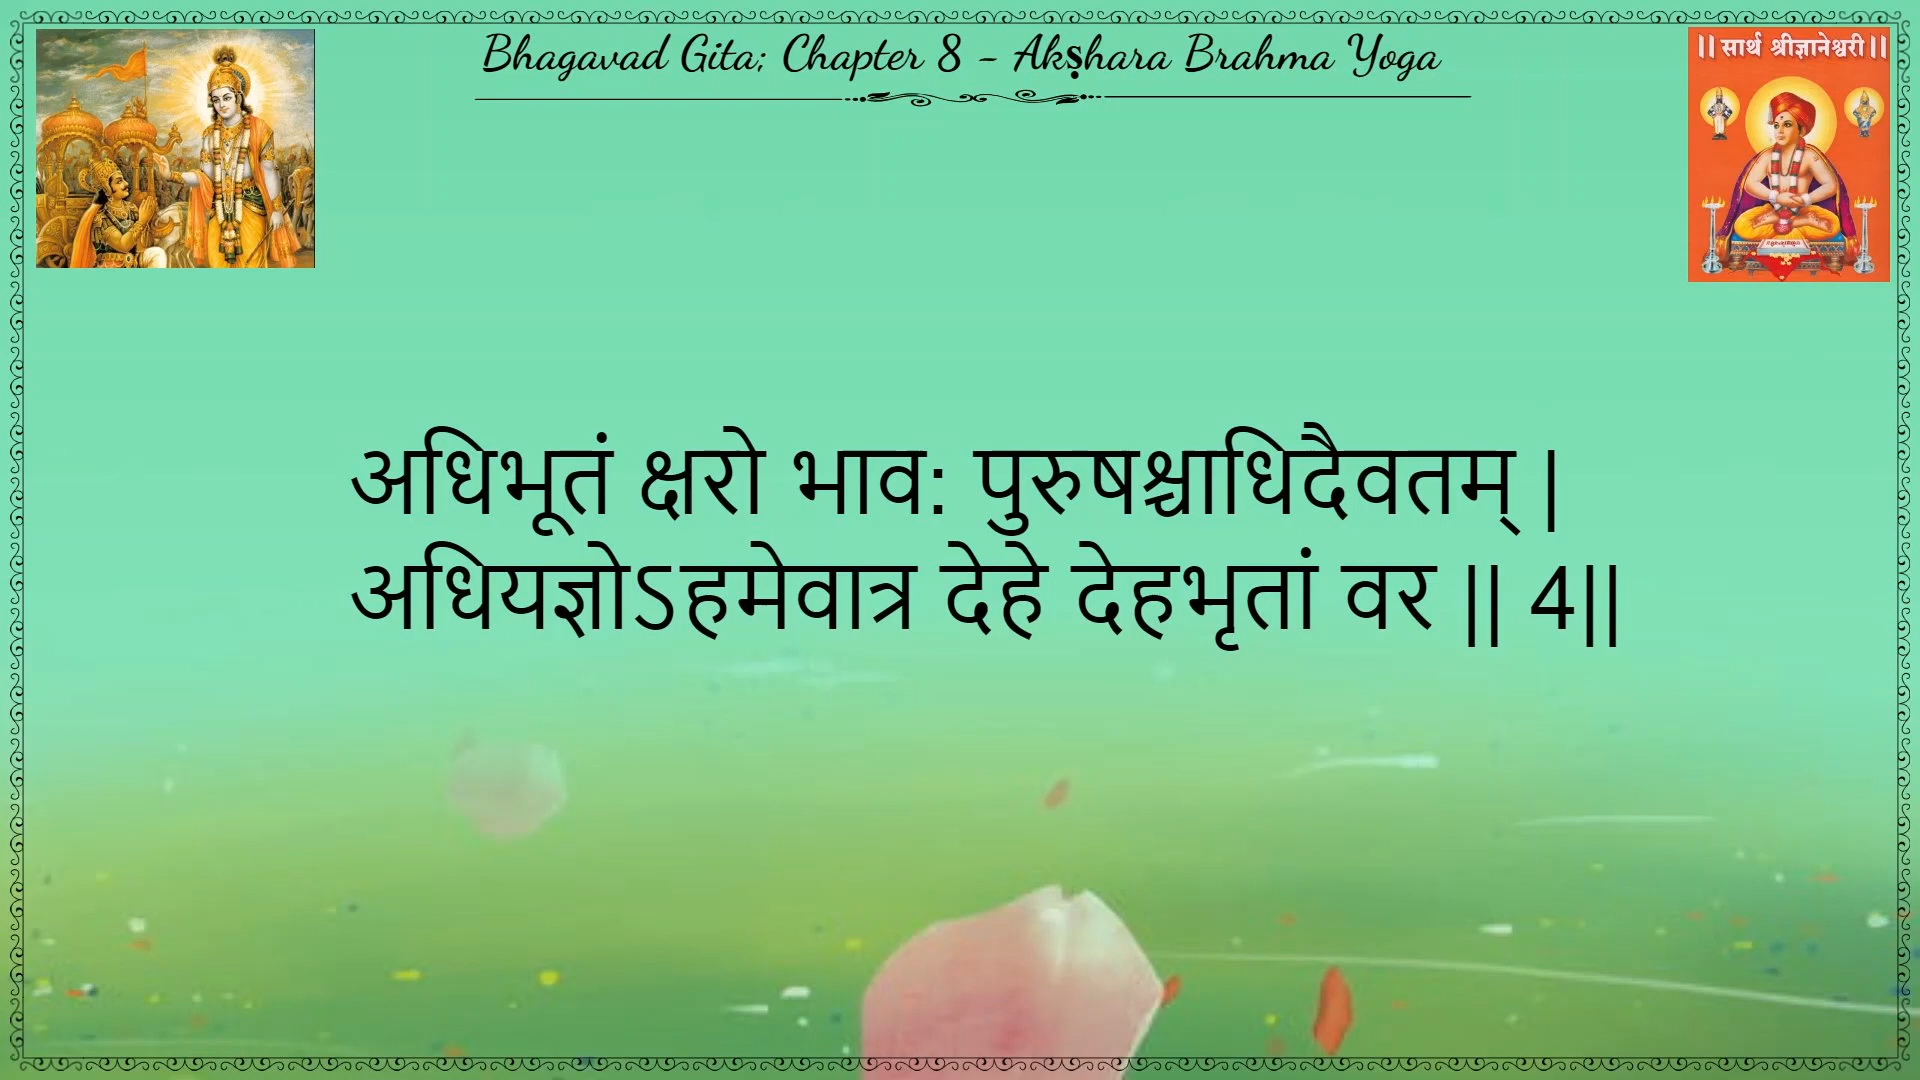 Bhagavad Gita; Chapter 8 - Akṣhara Brahma Yoga
|| सार्थ श्रीज्ञानेश्वरी ||
अधिभूतं क्षरो भाव: पुरुषश्चाधिदैवतम् |
अधियज्ञोऽहमेवात्र देहे देहभृतां वर || 4||